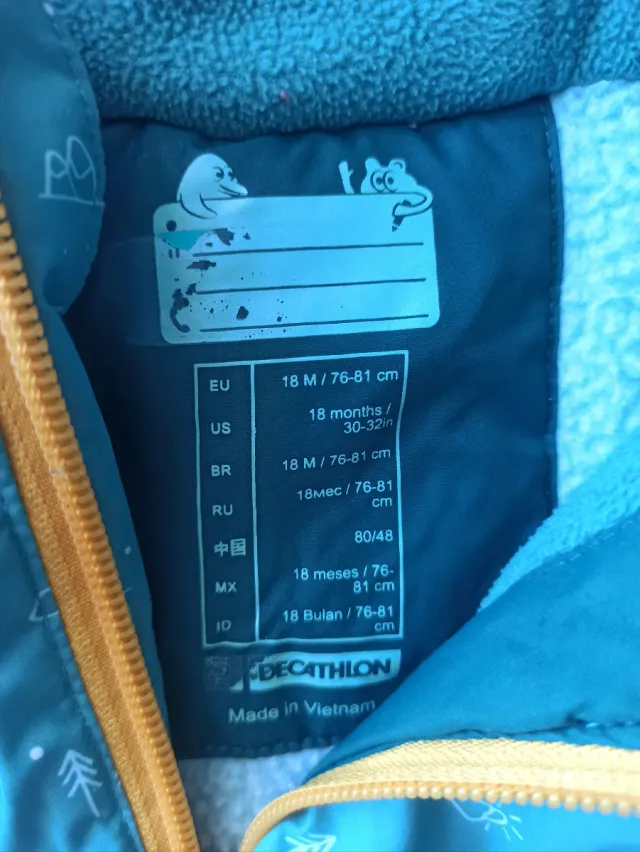 EU 18 M / 76-81 cm
US 18 months /
30-32in
BR 18 M / 76-81 cm
RU 18мес / 76-81
cm
中国 80/48
MX 18 meses / 76-
81 cm
ID 18 Bulan / 76-81
cm
DECATHLON
Made in Vietnam